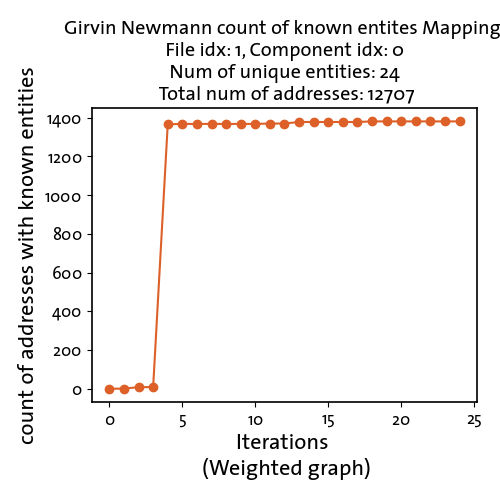 Girvin Newmann count of known entites Mapping
File idx: 1, Component idx: 0
Num of unique entities: 24
Total num of addresses: 12707
count of addresses with known entities
1400
1200
1000
800
600
400
200
0
0 5 10 15 20 25
Iterations
(Weighted graph)